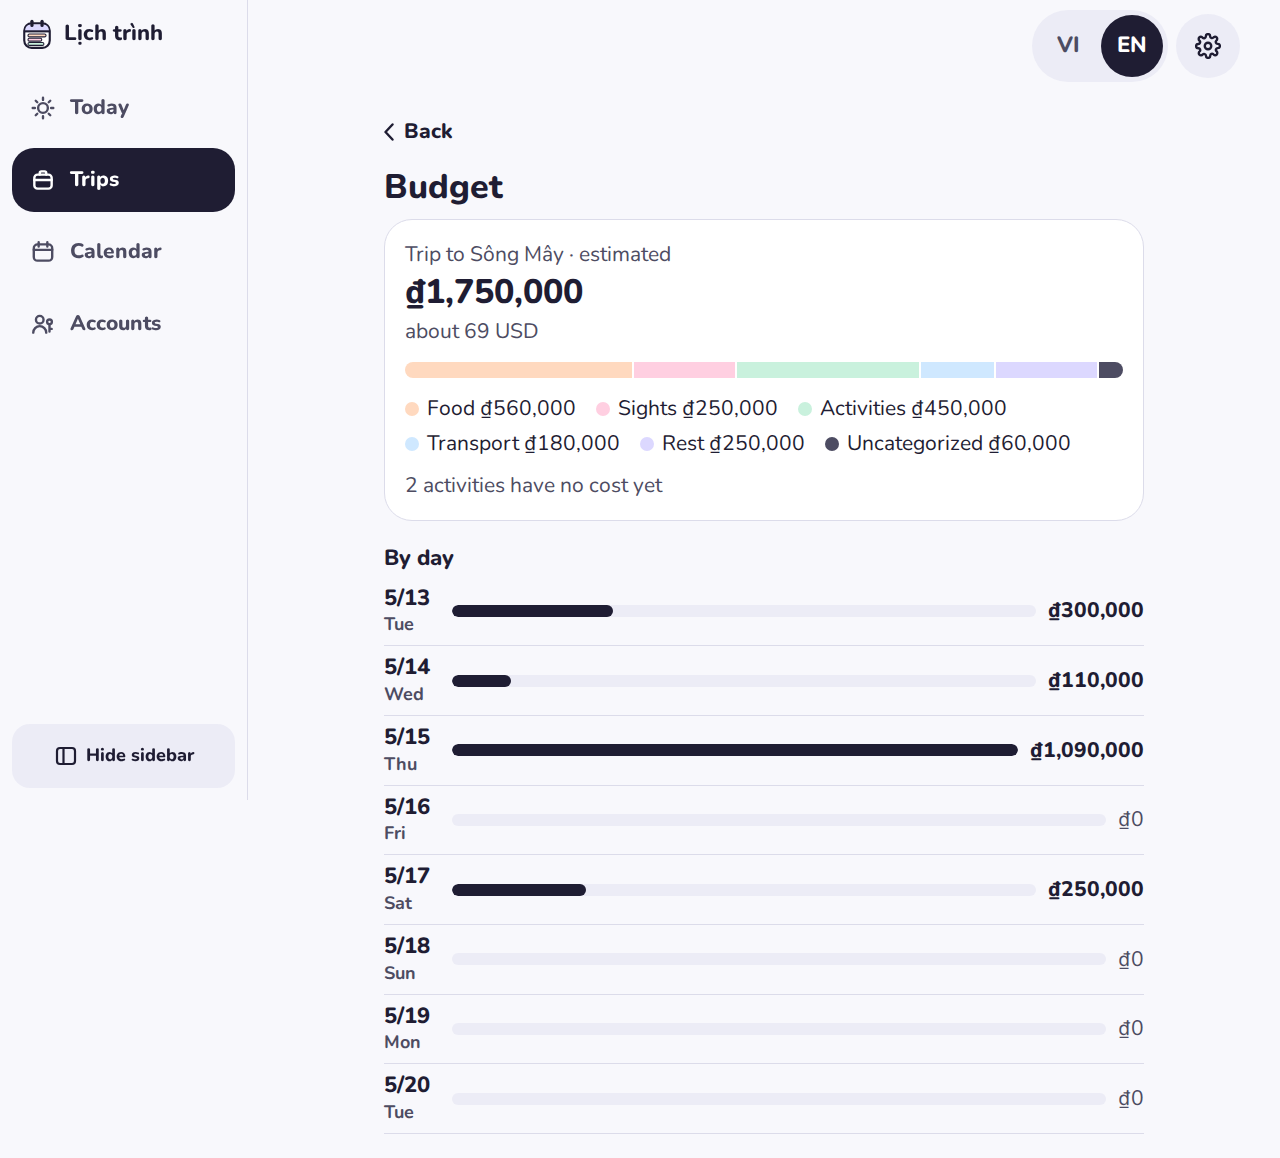 Lịch trình
Today
Trips
Calendar
Accounts
Hide sidebar
VI
EN
Back
Budget
Trip to Sông Mây · estimated
₫1,750,000
about 69 USD
Food ₫560,000
Sights ₫250,000
Activities ₫450,000
Transport ₫180,000
Rest ₫250,000
Uncategorized ₫60,000
2 activities have no cost yet
By day
5/13
Tue
₫300,000
5/14
Wed
₫110,000
5/15
Thu
₫1,090,000
5/16
Fri
₫0
5/17
Sat
₫250,000
5/18
Sun
₫0
5/19
Mon
₫0
5/20
Tue
₫0